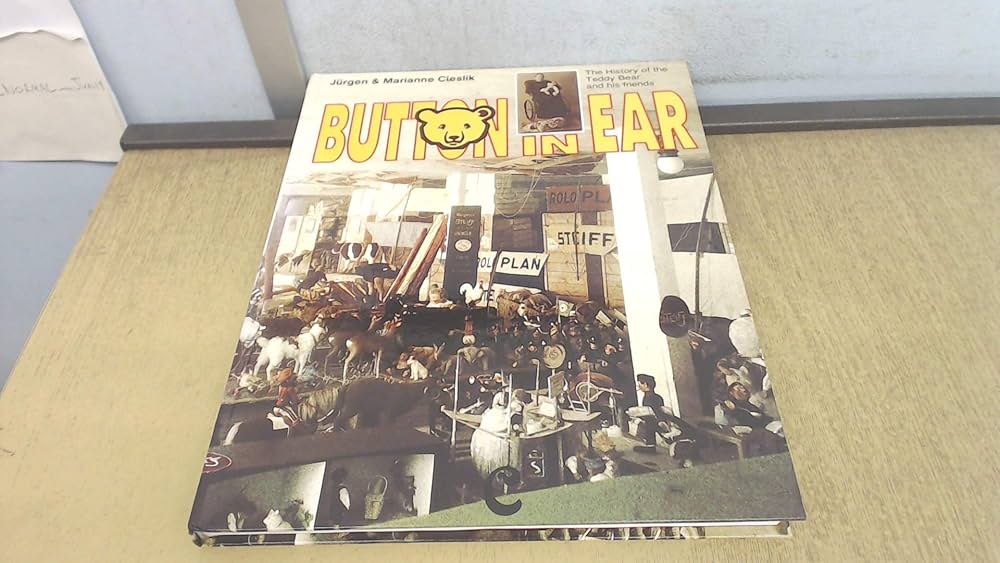 Jürgen & Marianne Cieslik
The History of the
Teddy Bear
and his friends
BUTTON IN EAR
ROLO PLA
STEIFF
ROLO PLAN